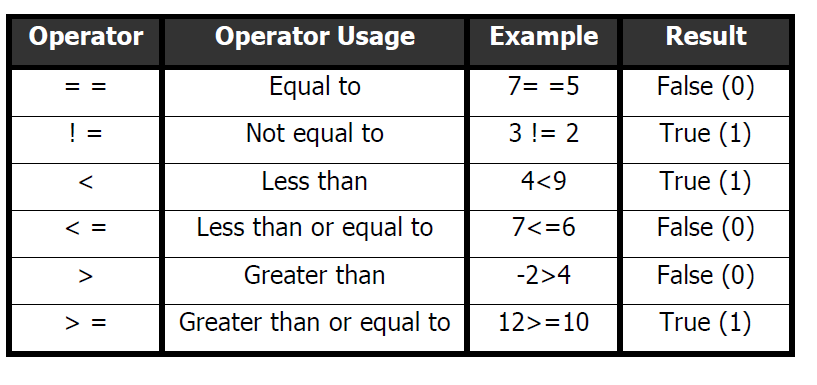 Operator Operator Usage Example Result
= = Equal to 7= =5 False (0)
! = Not equal to 3 != 2 True (1)
< Less than 4<9 True (1)
< = Less than or equal to 7<=6 False (0)
> Greater than -2>4 False (0)
> = Greater than or equal to 12>=10 True (1)